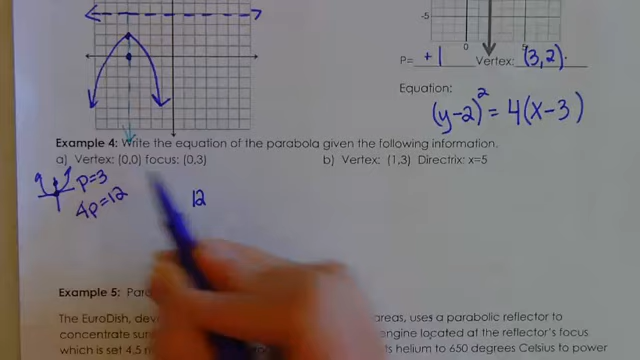 -5
0
5
P= +1 Vertex: (3,2).
Equation:
(y-2)² = 4(x-3)
Example 4: Write the equation of the parabola given the following information.
a) Vertex: (0,0) focus: (0,3)
b) Vertex: (1,3) Directrix: x=5
p=3
4p=12
12
Example 5:
The EuroDish, areas, uses a parabolic reflector to
concentrate engine located at the reflector's focus
which is set 4.5 helium to 650 degrees Celsius to power